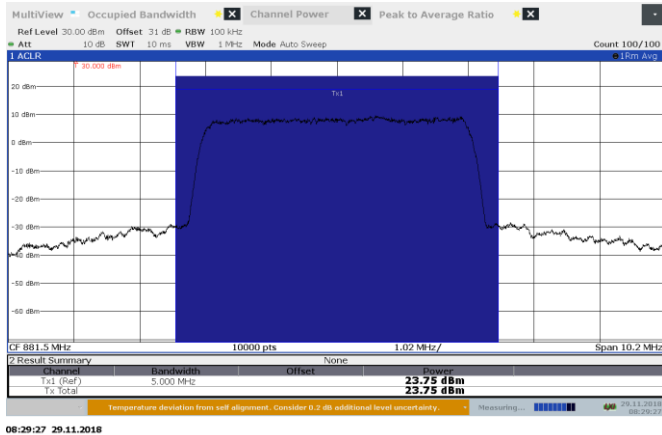 MultiView Occupied Bandwidth X Channel Power X Peak to Average Ratio X
Ref Level 30.00 dBm Offset 31 dB RBW 100 kHz
Att 10 dB SWT 10 ms VBW 1 MHz Mode Auto Sweep Count 100/100
1 ACLR 1Rm Avg
30.000 dBm
20 dBm
Tx1
10 dBm
0 dBm
-10 dBm
-20 dBm
-30 dBm
-40 dBm
-50 dBm
-60 dBm
CF 881.5 MHz 10000 pts 1.02 MHz/ Span 10.2 MHz
2 Result Summary None
Channel Bandwidth Offset Power
Tx1 (Ref) 5.000 MHz 23.75 dBm
Tx Total 23.75 dBm
Temperature deviation from self alignment. Consider 0.2 dB additional level uncertainty. Measuring... 29.11.2018
08:29:27
08:29:27 29.11.2018